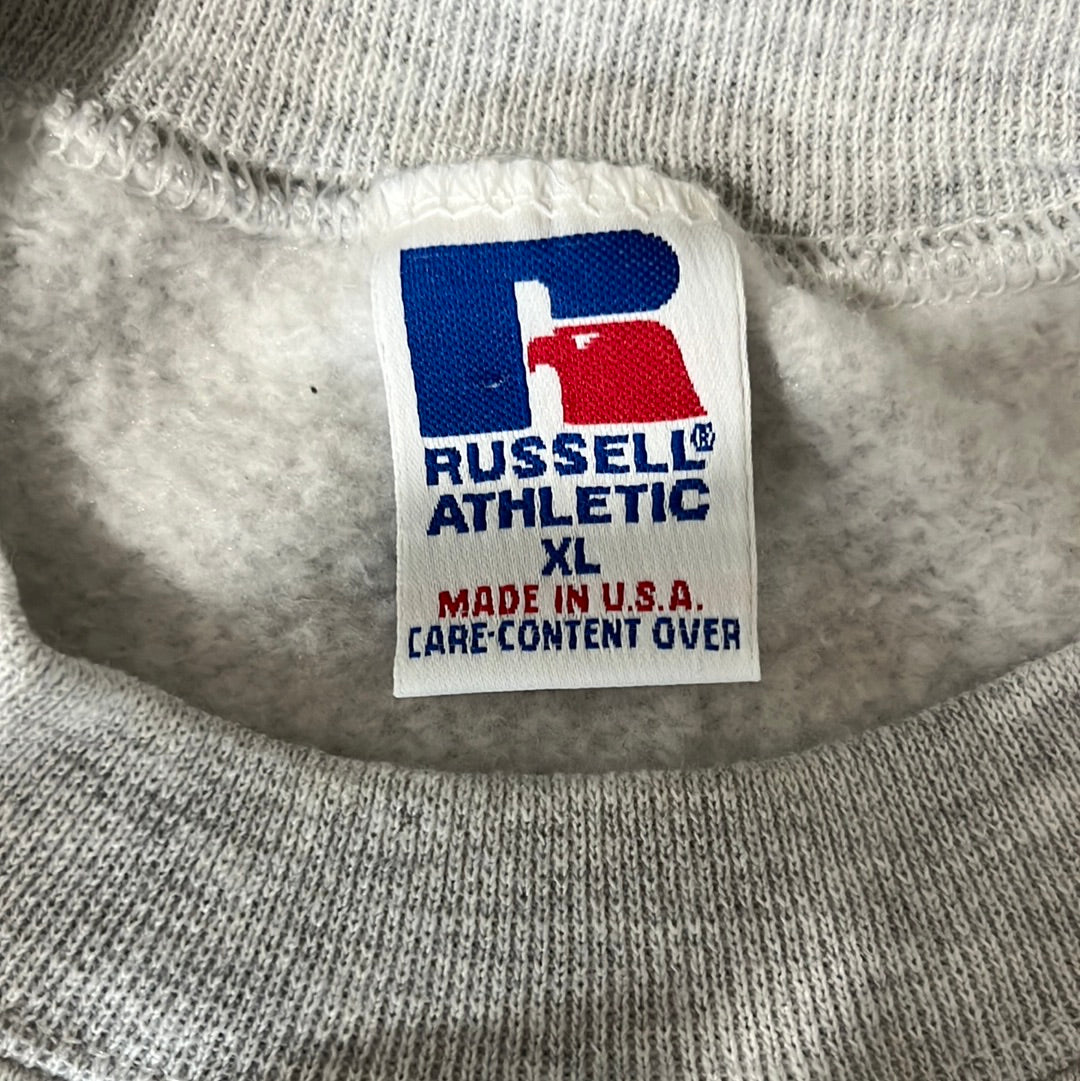 RUSSELL®
ATHLETIC
XL
MADE IN U.S.A.
CARE-CONTENT OVER